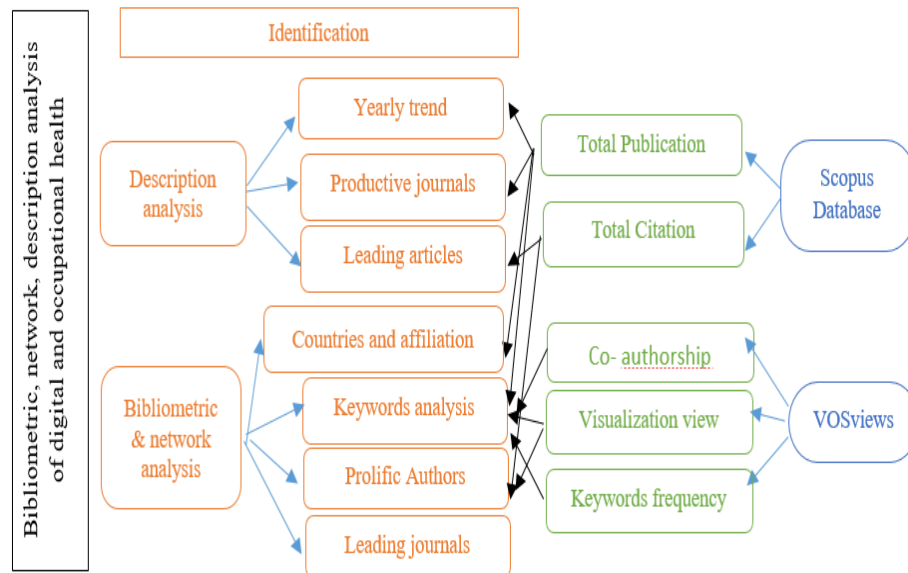 Bibliometric, network, description analysis
of digital and occupational health
Identification
Description
analysis
Yearly trend
Productive journals
Leading articles
Total Publication
Total Citation
Scopus
Database
Bibliometric
& network
analysis
Countries and affiliation
Keywords analysis
Prolific Authors
Leading journals
Co- authorship
Visualization view
Keywords frequency
VOSviews